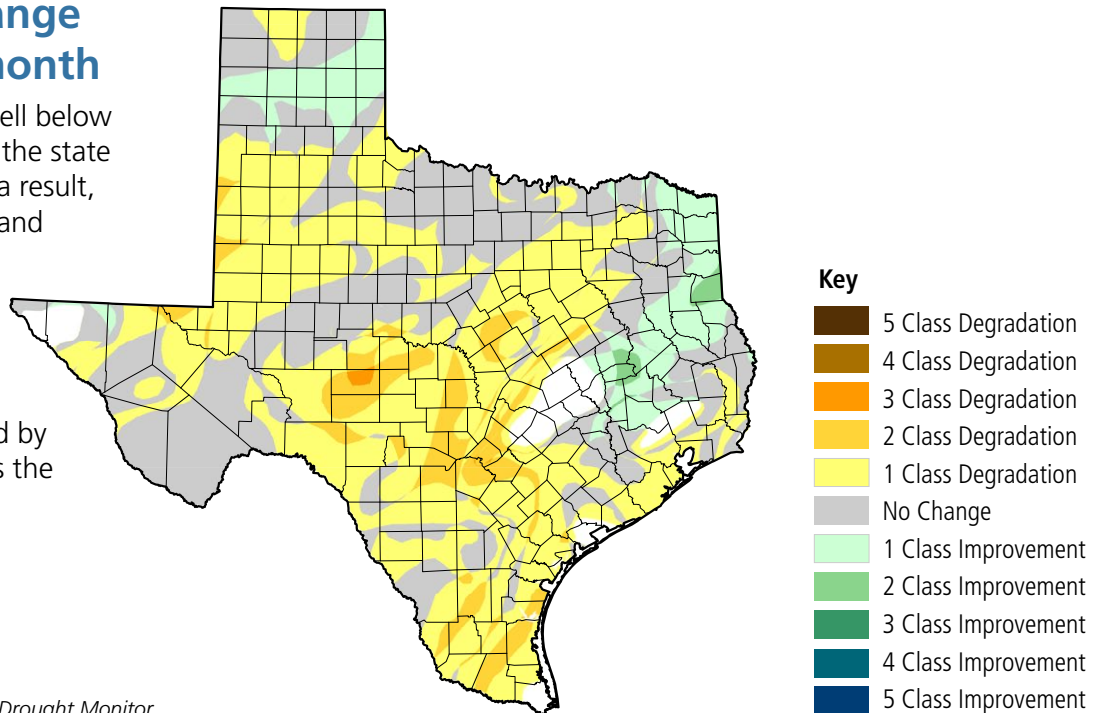 ange
onth
ell below
the state
a result,
and
d by
s the
Drought Monitor
Key
5 Class Degradation
4 Class Degradation
3 Class Degradation
2 Class Degradation
1 Class Degradation
No Change
1 Class Improvement
2 Class Improvement
3 Class Improvement
4 Class Improvement
5 Class Improvement